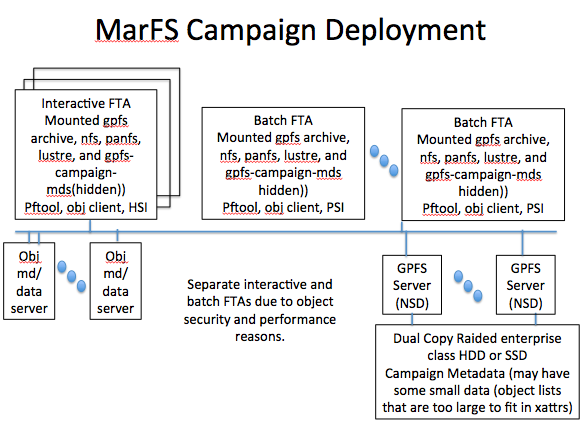 MarFS Campaign Deployment
Interactive FTA
Mounted gpfs
archive, nfs, panfs,
lustre, and gpfs-
campaign-
mds(hidden))
Pftool, obj client, HSI
Batch FTA
Mounted gpfs archive,
nfs, panfs, lustre, and
gpfs-campaign-mds
hidden))
Pftool, obj client, PSI
Batch FTA
Mounted gpfs archive,
nfs, panfs, lustre, and
gpfs-campaign-mds
hidden))
Pftool, obj client, PSI
Obj
md/
data
server
Obj
md/
data
server
Separate interactive and
batch FTAs due to object
security and performance
reasons.
GPFS
Server
(NSD)
GPFS
Server
(NSD)
Dual Copy Raided enterprise
class HDD or SSD
Campaign Metadata (may have
some small data (object lists
that are too large to fit in xattrs)